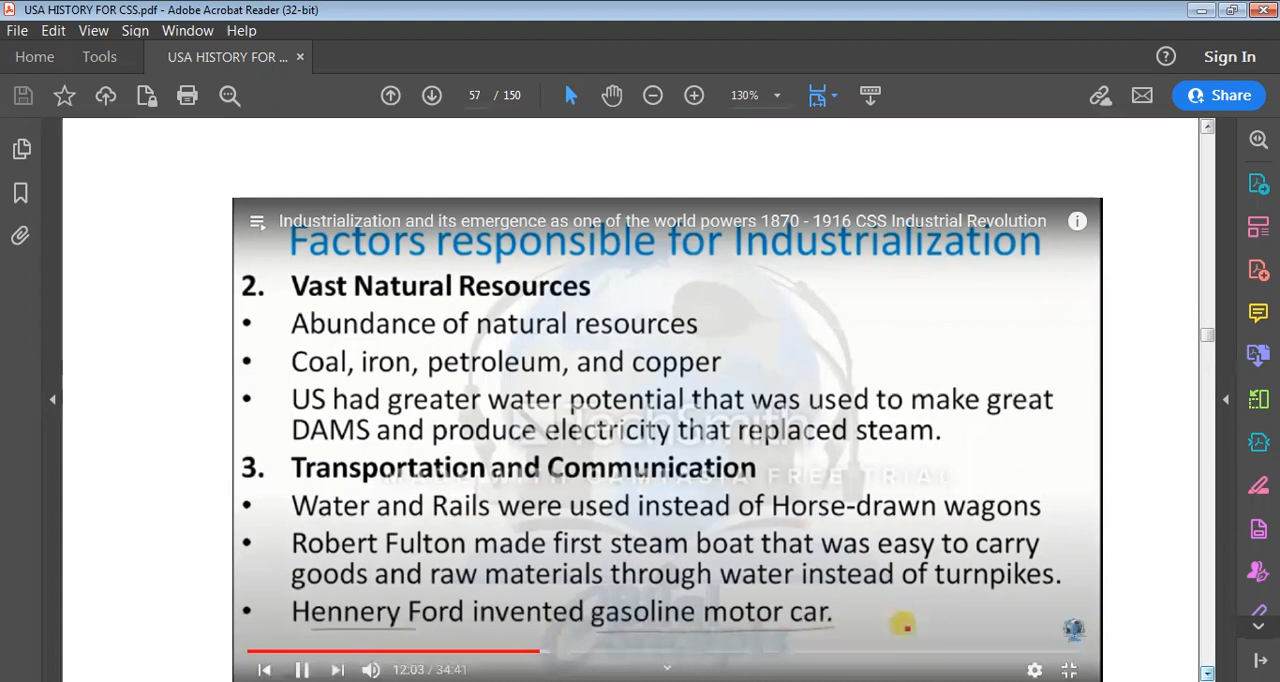 USA HISTORY FOR CSS.pdf - Adobe Acrobat Reader (32-bit)
File Edit View Sign Window Help
Home Tools USA HISTORY FOR ... × Sign In
57 / 150 130% Share
Industrialization and its emergence as one of the world powers 1870 - 1916 CSS Industrial Revolution
Factors responsible for Industrialization
2. Vast Natural Resources
• Abundance of natural resources
• Coal, iron, petroleum, and copper
• US had greater water potential that was used to make great
DAMS and produce electricity that replaced steam.
TechSmith
3. Transportation and Communication
MADE WITH CAMTASIA FREE TRIAL
• Water and Rails were used instead of Horse-drawn wagons
• Robert Fulton made first steam boat that was easy to carry
goods and raw materials through water instead of turnpikes.
• Hennery Ford invented gasoline motor car.
12:03 / 34:41